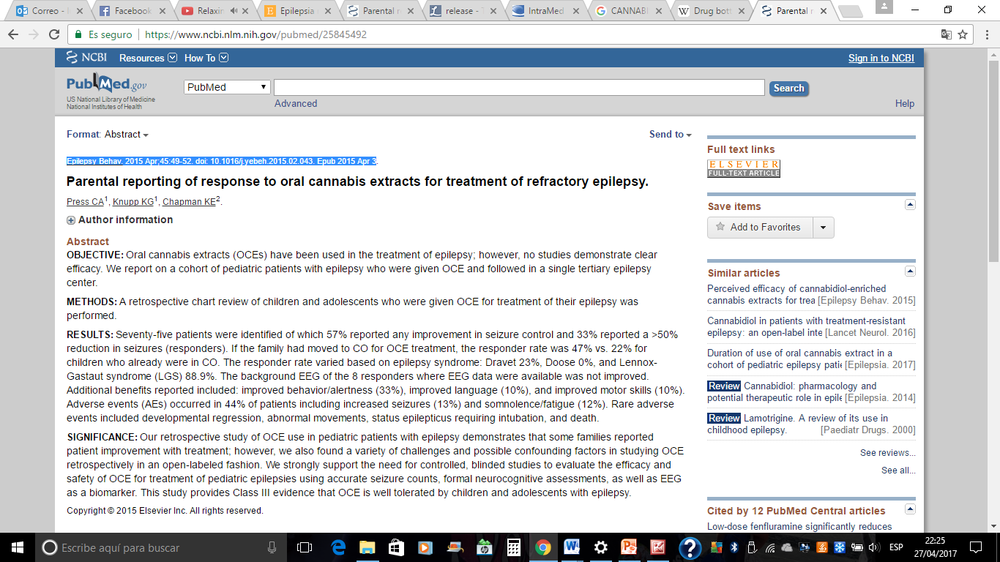 Correo -
Facebook
Relaxin
Epilepsia
Parental r
release - T
IntraMed
CANNAB
Drug bott
Parental r
Es seguro | https://www.ncbi.nlm.nih.gov/pubmed/25845492
NCBI Resources How To Sign in to NCBI
PubMed.gov
US National Library of Medicine
National Institutes of Health
PubMed
Search
Advanced
Help
Format: Abstract
Send to
Epilepsy Behav. 2015 Apr;45:49-52. doi: 10.1016/j.yebeh.2015.02.043. Epub 2015 Apr 3.
Parental reporting of response to oral cannabis extracts for treatment of refractory epilepsy.
Press CA1, Knupp KG1, Chapman KE2.
Author information
Abstract
OBJECTIVE: Oral cannabis extracts (OCEs) have been used in the treatment of epilepsy; however, no studies demonstrate clear
efficacy. We report on a cohort of pediatric patients with epilepsy who were given OCE and followed in a single tertiary epilepsy
center.
METHODS: A retrospective chart review of children and adolescents who were given OCE for treatment of their epilepsy was
performed.
RESULTS: Seventy-five patients were identified of which 57% reported any improvement in seizure control and 33% reported a >50%
reduction in seizures (responders). If the family had moved to CO for OCE treatment, the responder rate was 47% vs. 22% for
children who already were in CO. The responder rate varied based on epilepsy syndrome: Dravet 23%, Doose 0%, and Lennox-
Gastaut syndrome (LGS) 88.9%. The background EEG of the 8 responders where EEG data were available was not improved.
Additional benefits reported included: improved behavior/alertness (33%), improved language (10%), and improved motor skills (10%).
Adverse events (AEs) occurred in 44% of patients including increased seizures (13%) and somnolence/fatigue (12%). Rare adverse
events included developmental regression, abnormal movements, status epilepticus requiring intubation, and death.
SIGNIFICANCE: Our retrospective study of OCE use in pediatric patients with epilepsy demonstrates that some families reported
patient improvement with treatment; however, we also found a variety of challenges and possible confounding factors in studying OCE
retrospectively in an open-labeled fashion. We strongly support the need for controlled, blinded studies to evaluate the efficacy and
safety of OCE for treatment of pediatric epilepsies using accurate seizure counts, formal neurocognitive assessments, as well as EEG
as a biomarker. This study provides Class III evidence that OCE is well tolerated by children and adolescents with epilepsy.
Copyright © 2015 Elsevier Inc. All rights reserved.
Full text links
ELSEVIER
FULL-TEXT ARTICLE
Save items
Add to Favorites
Similar articles
Perceived efficacy of cannabidiol-enriched
cannabis extracts for trea [Epilepsy Behav. 2015]
Cannabidiol in patients with treatment-resistant
epilepsy: an open-label inte [Lancet Neurol. 2016]
Duration of use of oral cannabis extract in a
cohort of pediatric epilepsy pati [Epilepsia. 2017]
Review Cannabidiol: pharmacology and
potential therapeutic role in epile [Epilepsia. 2014]
Review Lamotrigine. A review of its use in
childhood epilepsy. [Paediatr Drugs. 2000]
See reviews...
See all...
Cited by 12 PubMed Central articles
Low-dose fenfluramine significantly reduces
Escribe aquí para buscar
ESP
22:25
27/04/2017